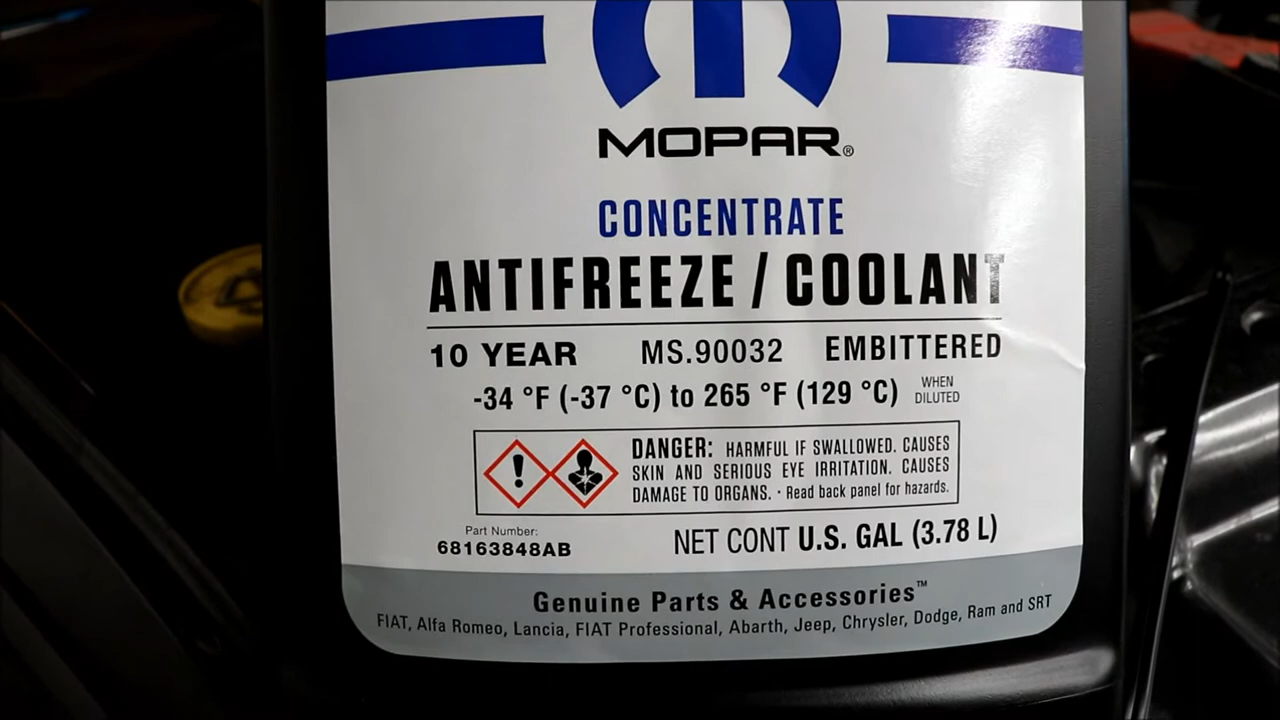 MOPAR®
CONCENTRATE
ANTIFREEZE / COOLANT
10 YEAR MS.90032 EMBITTERED
-34 °F (-37 °C) to 265 °F (129 °C) WHEN DILUTED
DANGER: HARMFUL IF SWALLOWED. CAUSES
SKIN AND SERIOUS EYE IRRITATION. CAUSES
DAMAGE TO ORGANS. · Read back panel for hazards.
Part Number:
68163848AB
NET CONT U.S. GAL (3.78 L)
Genuine Parts & Accessories™
FIAT, Alfa Romeo, Lancia, FIAT Professional, Abarth, Jeep, Chrysler, Dodge, Ram and SRT